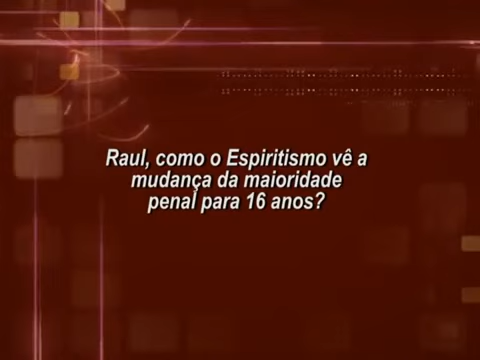 Raul, como o Espiritismo vê a
mudança da maioridade
penal para 16 anos?